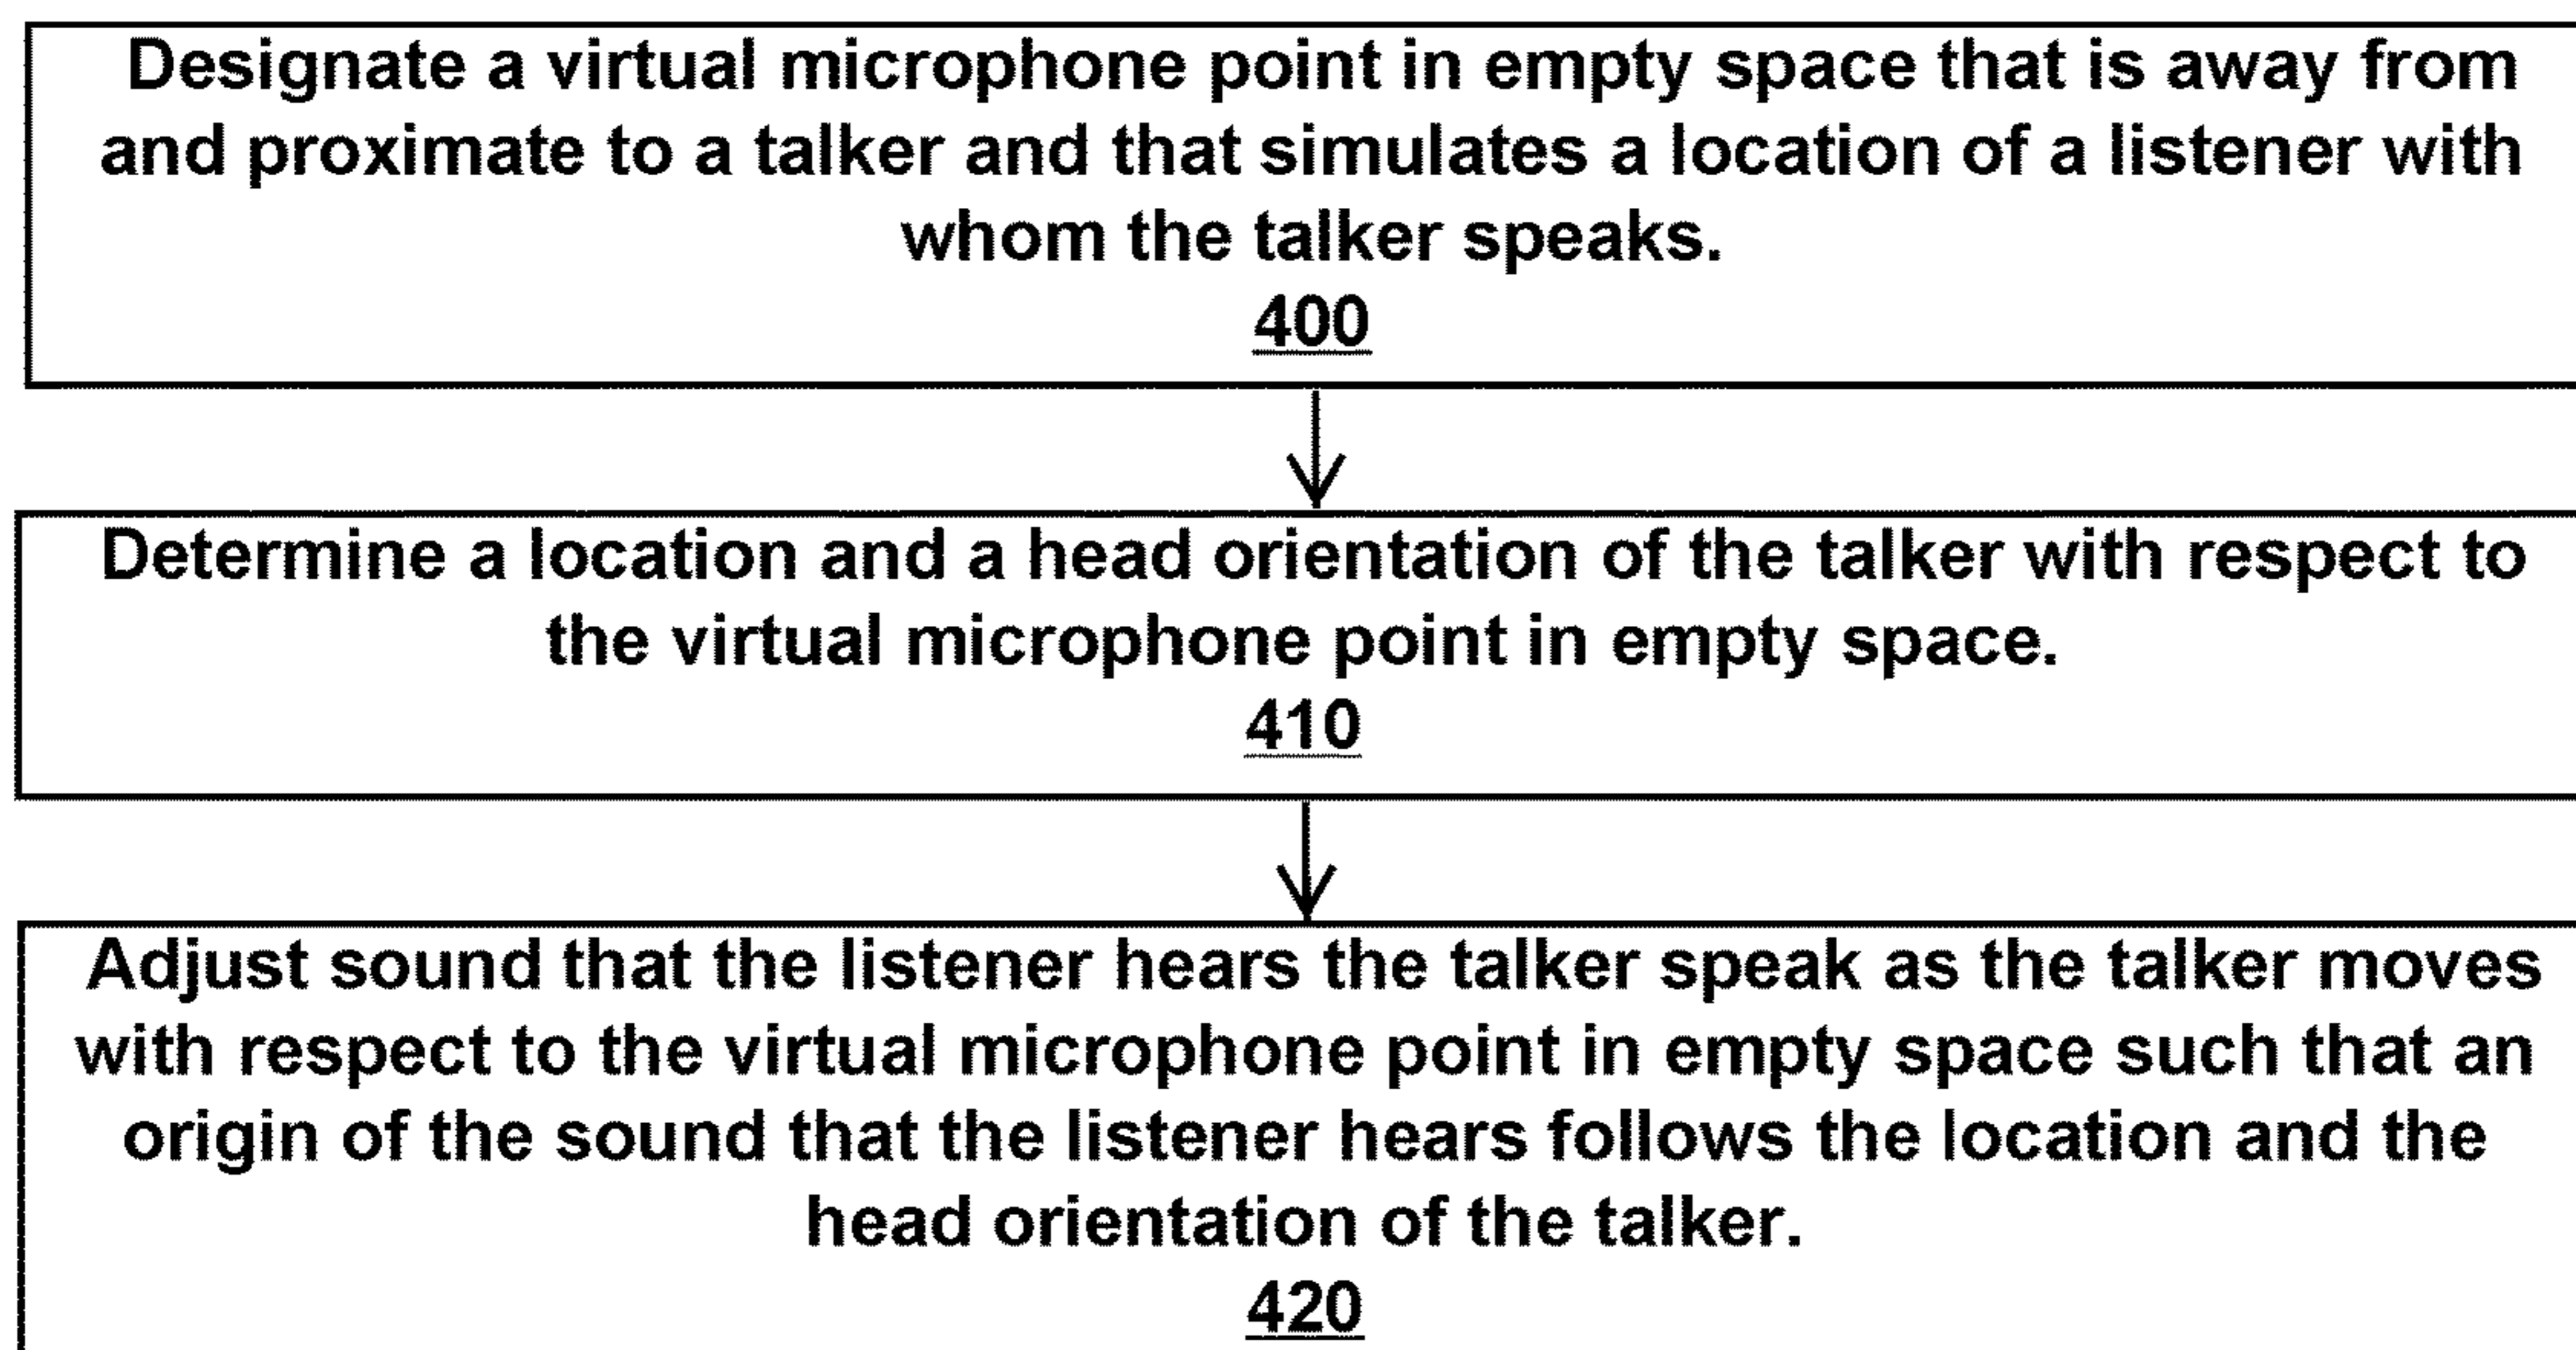 Designate a virtual microphone point in empty space that is away from
and proximate to a talker and that simulates a location of a listener with
whom the talker speaks.
400
Determine a location and a head orientation of the talker with respect to
the virtual microphone point in empty space.
410
Adjust sound that the listener hears the talker speak as the talker moves
with respect to the virtual microphone point in empty space such that an
origin of the sound that the listener hears follows the location and the
head orientation of the talker.
420